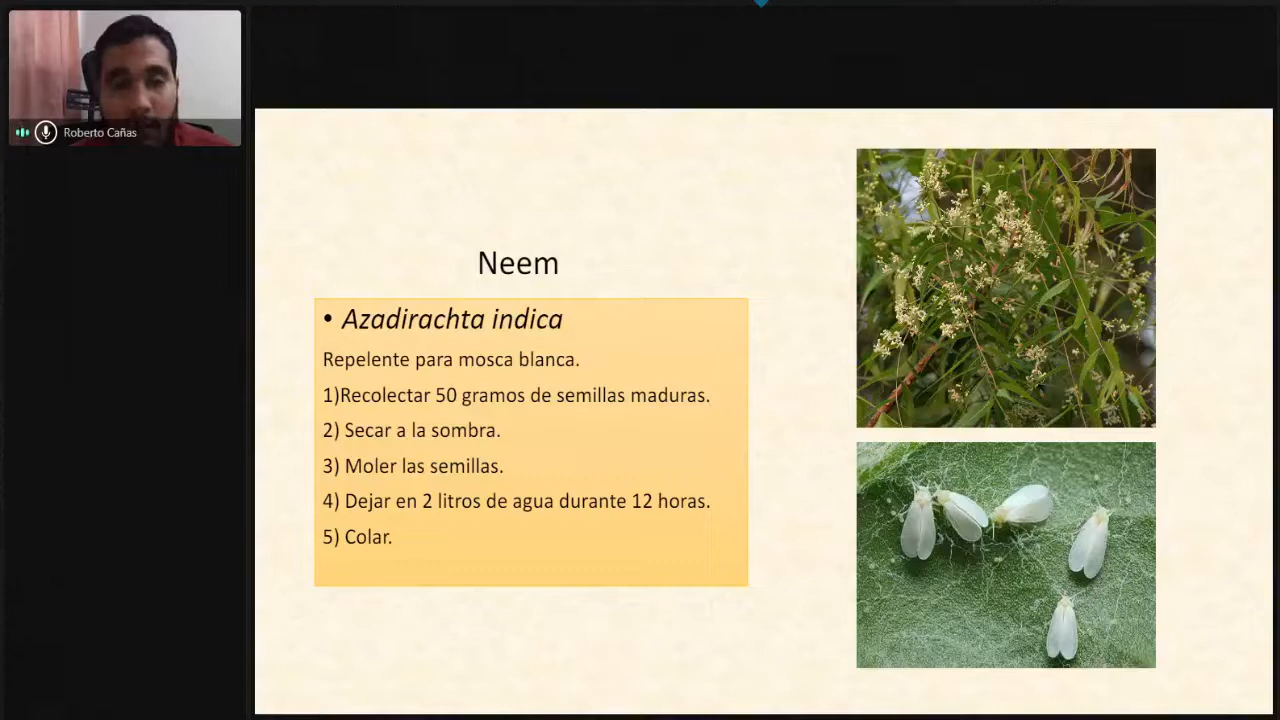 Roberto Cañas
Neem
• Azadirachta indica
Repelente para mosca blanca.
1)Recolectar 50 gramos de semillas maduras.
2) Secar a la sombra.
3) Moler las semillas.
4) Dejar en 2 litros de agua durante 12 horas.
5) Colar.